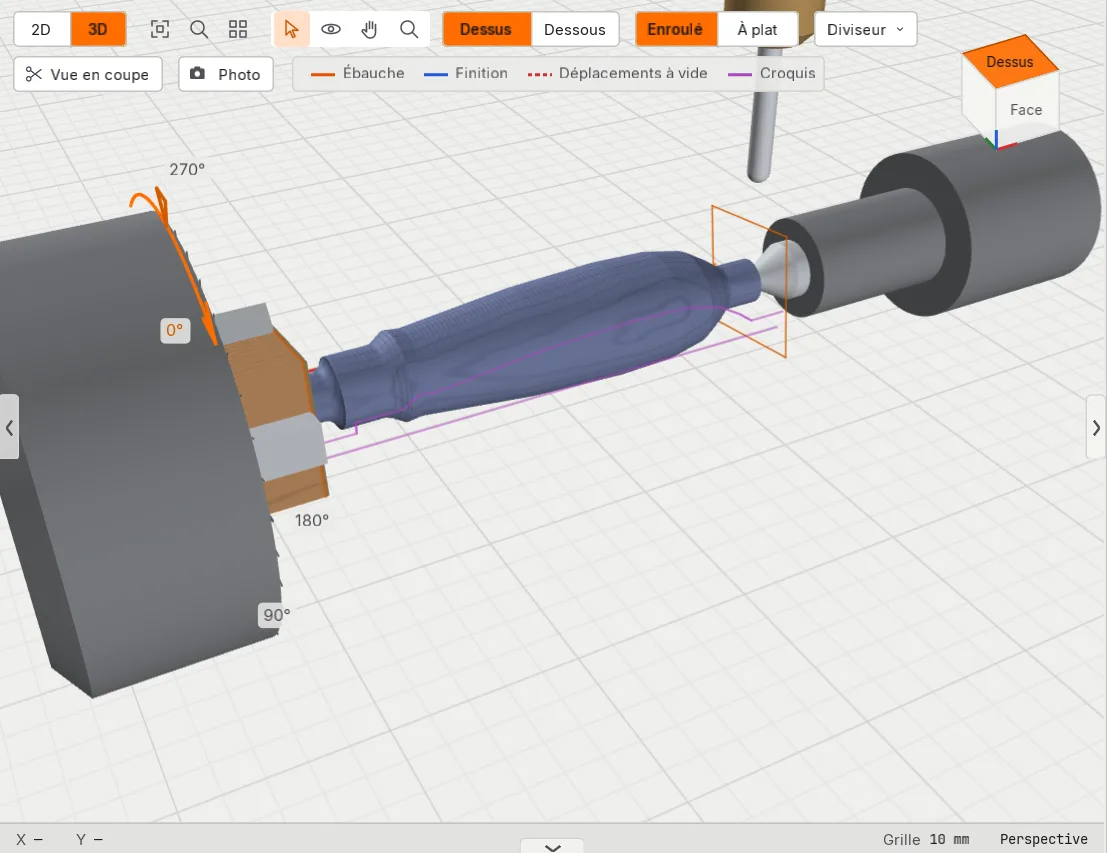 2D 3D Dessus Dessous Enroulé À plat Diviseur
Vue en coupe Photo Ébauche Finition Déplacements à vide Croquis
Dessus
Face
270°
0°
180°
90°
X – Y – Grille 10 mm Perspective